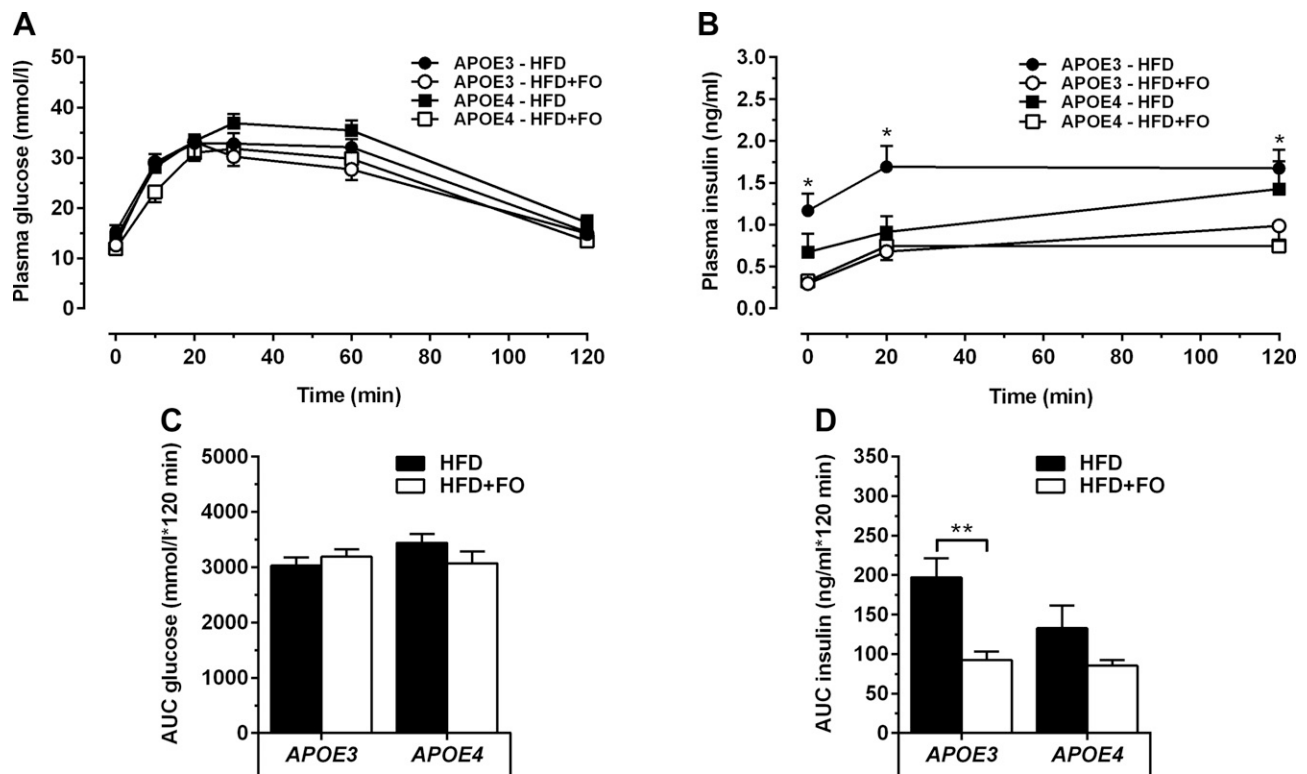 A
Plasma glucose (mmol/l)
50
40
30
20
10
0
APOE3 - HFD
APOE3 - HFD+FO
APOE4 - HFD
APOE4 - HFD+FO
0 20 40 60 80 100 120
Time (min)
B
Plasma insulin (ng/ml)
3.0
2.5
2.0
1.5
1.0
0.5
0.0
APOE3 - HFD
APOE3 - HFD+FO
APOE4 - HFD
APOE4 - HFD+FO
* * *
0 20 40 60 80 100 120
Time (min)
C
AUC glucose (mmol/l*120 min)
5000
4000
3000
2000
1000
0
HFD
HFD+FO
APOE3 APOE4
D
AUC insulin (ng/ml*120 min)
350
300
250
200
150
100
50
0
HFD
HFD+FO
**
APOE3 APOE4